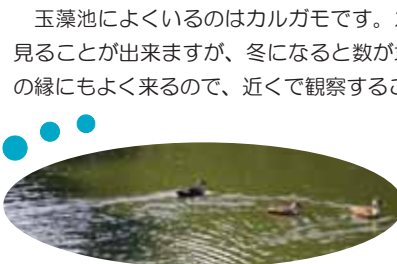 玉藻池によくいるのはカルガモです。
見ることが出来ますが、冬になると数が
の縁にもよく来るので、近くで観察するこ